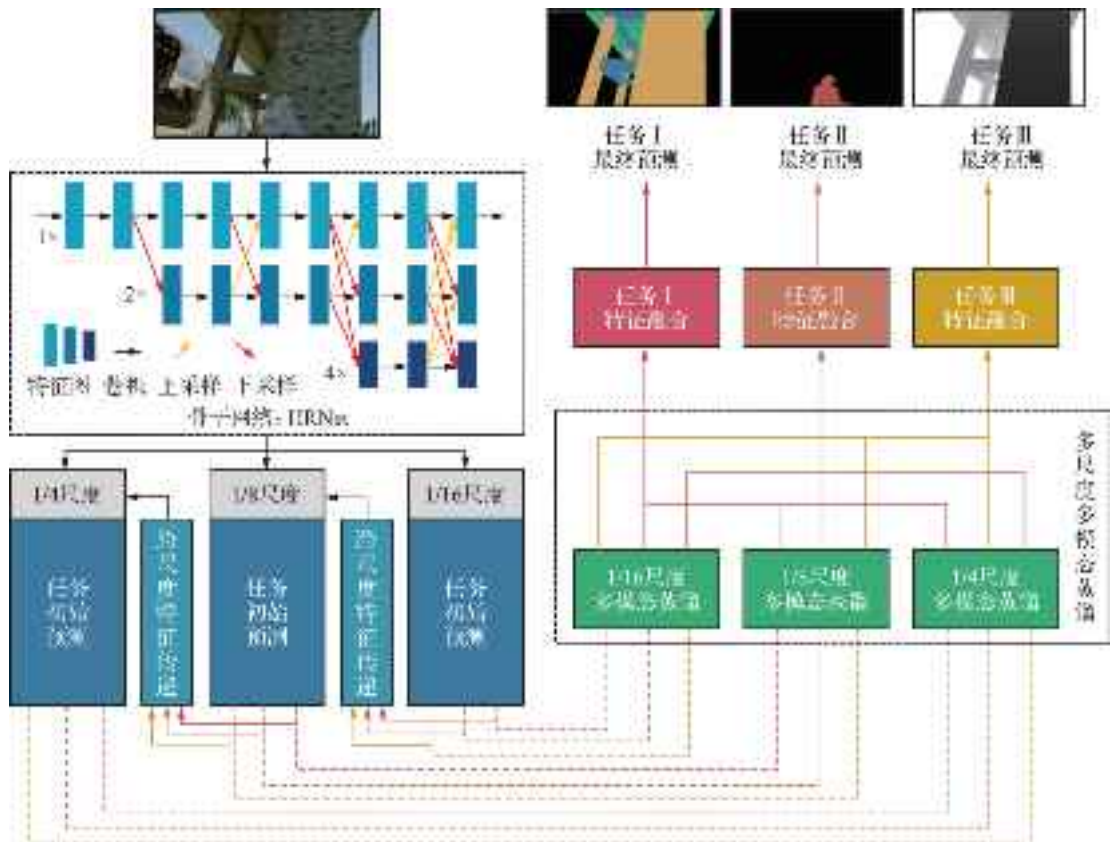 任务Ⅰ
最终预测
任务Ⅱ
最终预测
任务Ⅲ
最终预测
1×
2×
4×
特征图
卷积
上采样
下采样
骨干网络: HRNet
任务Ⅰ
特征融合
任务Ⅱ
特征融合
任务Ⅲ
特征融合
1/4尺度
任务
初始
预测
跨尺度特征传递
1/8尺度
任务
初始
预测
跨尺度特征传递
1/16尺度
任务
初始
预测
1/16尺度
多模态蒸馏
1/8尺度
多模态蒸馏
1/4尺度
多模态蒸馏
多尺度多模态蒸馏